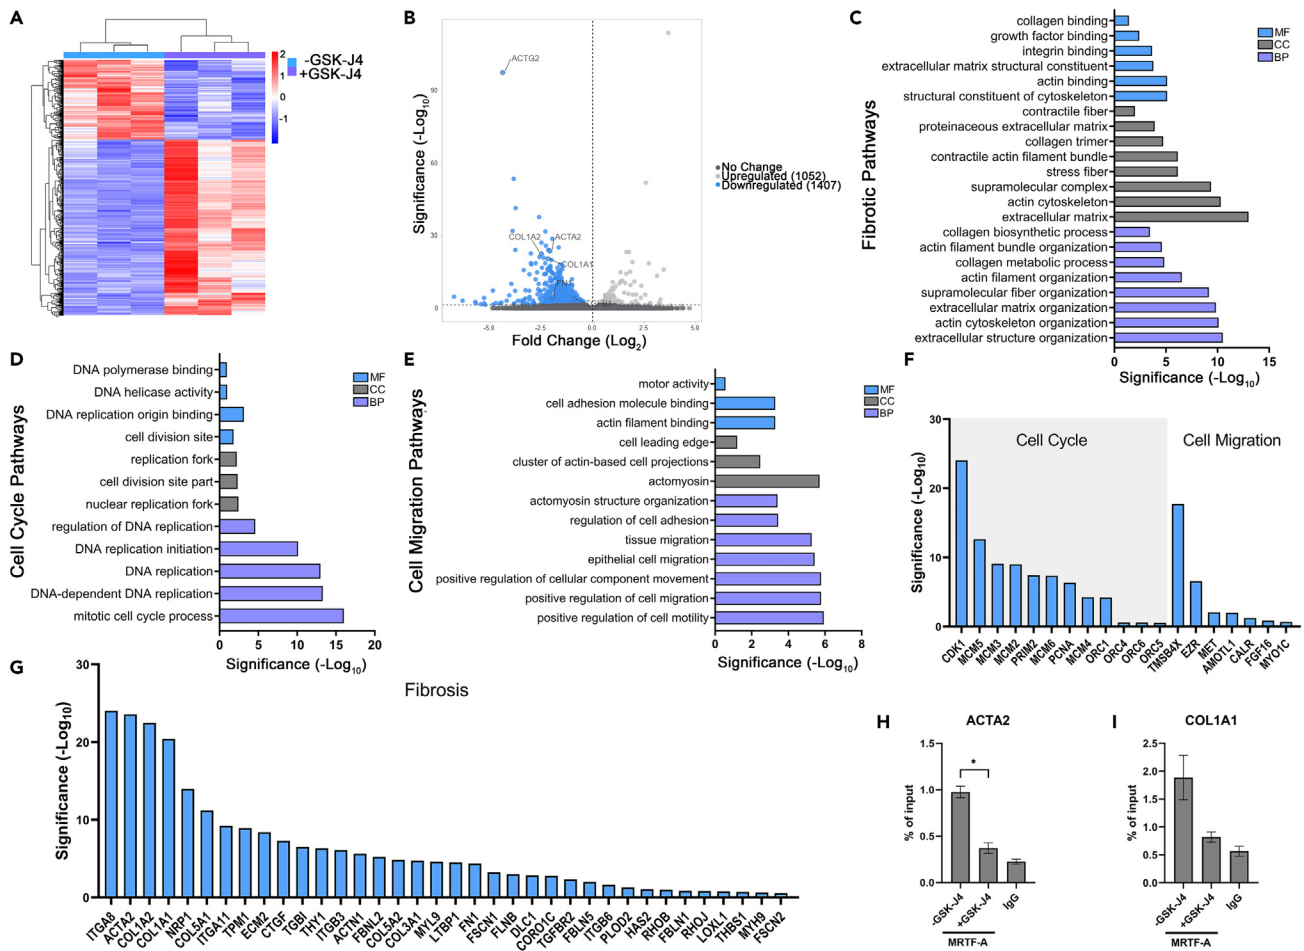 A
-GSK-J4
+GSK-J4
2
1
0
-1
B
Significance (-Log10)
90
60
30
0
-5.0
-2.5
0.0
2.5
5.0
Fold Change (Log2)
ACTG2
COL1A2
ACTA2
COL1A1
FN1
No Change
Upregulated (1052)
Downregulated (1407)
C
Fibrotic Pathways
collagen binding
growth factor binding
integrin binding
extracellular matrix structural constituent
actin binding
structural constituent of cytoskeleton
contractile fiber
proteinaceous extracellular matrix
collagen trimer
contractile actin filament bundle
stress fiber
supramolecular complex
actin cytoskeleton
extracellular matrix
collagen biosynthetic process
actin filament bundle organization
collagen metabolic process
actin filament organization
supramolecular fiber organization
extracellular matrix organization
actin cytoskeleton organization
extracellular structure organization
0
5
10
15
Significance (-Log10)
MF
CC
BP
D
Cell Cycle Pathways
DNA polymerase binding
DNA helicase activity
DNA replication origin binding
cell division site
replication fork
cell division site part
nuclear replication fork
regulation of DNA replication
DNA replication initiation
DNA replication
DNA-dependent DNA replication
mitotic cell cycle process
0
5
10
15
20
Significance (-Log10)
MF
CC
BP
E
Cell Migration Pathways
motor activity
cell adhesion molecule binding
actin filament binding
cell leading edge
cluster of actin-based cell projections
actomyosin
actomyosin structure organization
regulation of cell adhesion
tissue migration
epithelial cell migration
positive regulation of cellular component movement
positive regulation of cell migration
positive regulation of cell motility
0
2
4
6
8
Significance (-Log10)
MF
CC
BP
F
Significance (-Log10)
30
20
10
0
Cell Cycle
Cell Migration
CDK1
MCM5
MCM3
MCM2
PRIM2
MCM6
PCNA
MCM4
ORC1
ORC4
ORC6
ORC5
TMSB4X
EZR
MET
AMOTL1
CALR
FGF16
MYO1C
G
Fibrosis
Significance (-Log10)
30
20
10
0
ITGA8
ACTA2
COL1A2
COL1A1
NRP1
COL5A1
ITGA11
TPM1
ECM2
CTGF
TGBI
THY1
ITGB3
ACTN1
FBNL2
COL5A2
COL3A1
MYL9
LTBP1
FN1
FSCN1
FLNB
DLC1
CORO1C
TGFBR2
FBLN5
ITGB6
PLOD2
HAS2
RHOB
FBLN1
RHOJ
LOXL1
THBS1
MYH9
FSCN2
H
ACTA2
% of input
1.5
1.0
0.5
0.0
*
-GSK-J4
+GSK-J4
IgG
MRTF-A
I
COL1A1
% of input
2.5
2.0
1.5
1.0
0.5
0.0
-GSK-J4
+GSK-J4
IgG
MRTF-A